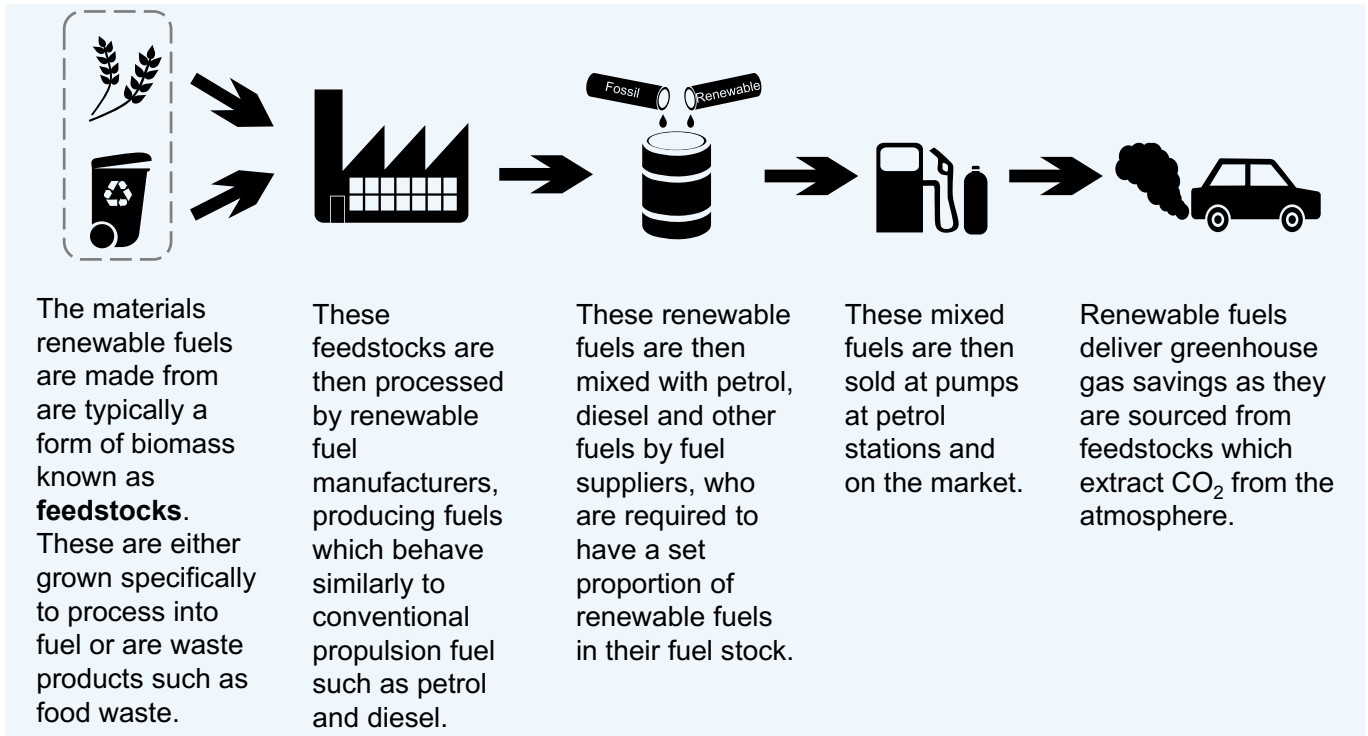 Fossil
Renewable
The materials
renewable fuels
are made from
are typically a
form of biomass
known as
feedstocks.
These are either
grown specifically
to process into
fuel or are waste
products such as
food waste.
These
feedstocks are
then processed
by renewable
fuel
manufacturers,
producing fuels
which behave
similarly to
conventional
propulsion fuel
such as petrol
and diesel.
These renewable
fuels are then
mixed with petrol,
diesel and other
fuels by fuel
suppliers, who
are required to
have a set
proportion of
renewable fuels
in their fuel stock.
These mixed
fuels are then
sold at pumps
at petrol
stations and
on the market.
Renewable fuels
deliver greenhouse
gas savings as they
are sourced from
feedstocks which
extract CO₂ from the
atmosphere.